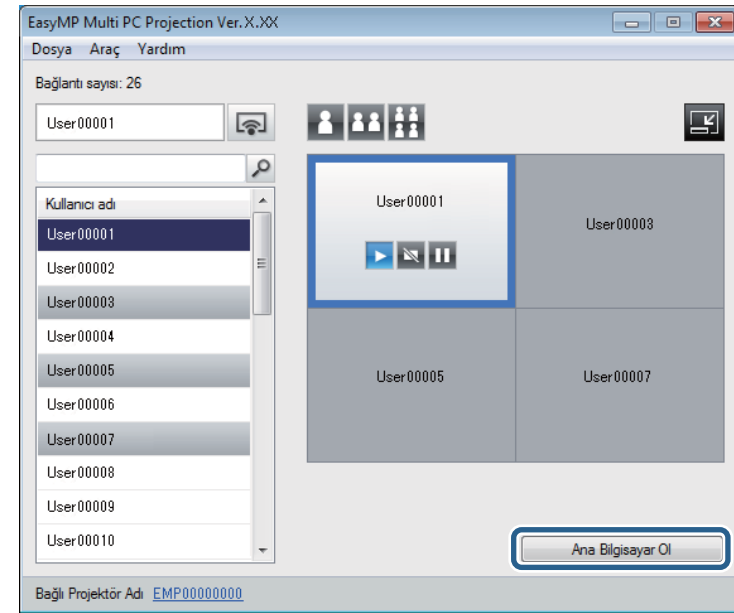 EasyMP Multi PC Projection Ver.X.XX
Dosya Araç Yardım
Bağlantı sayısı: 26
User00001
Kullanıcı adı
User00001
User00002
User00003
User00004
User00005
User00006
User00007
User00008
User00009
User00010
User00001
User00003
User00005
User00007
Ana Bilgisayar Ol
Bağlı Projektör Adı EMP00000000